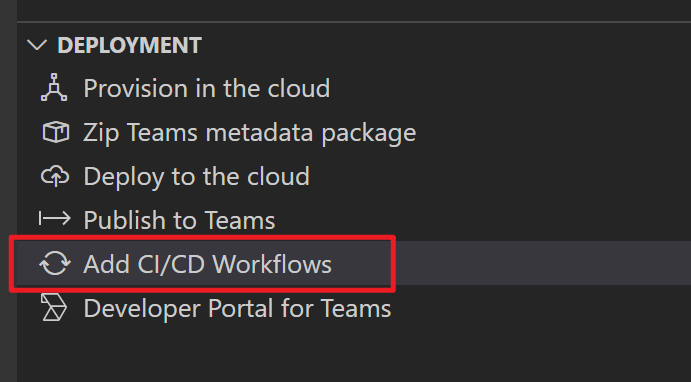 DEPLOYMENT
Provision in the cloud
Zip Teams metadata package
Deploy to the cloud
Publish to Teams
Add CI/CD Workflows
Developer Portal for Teams